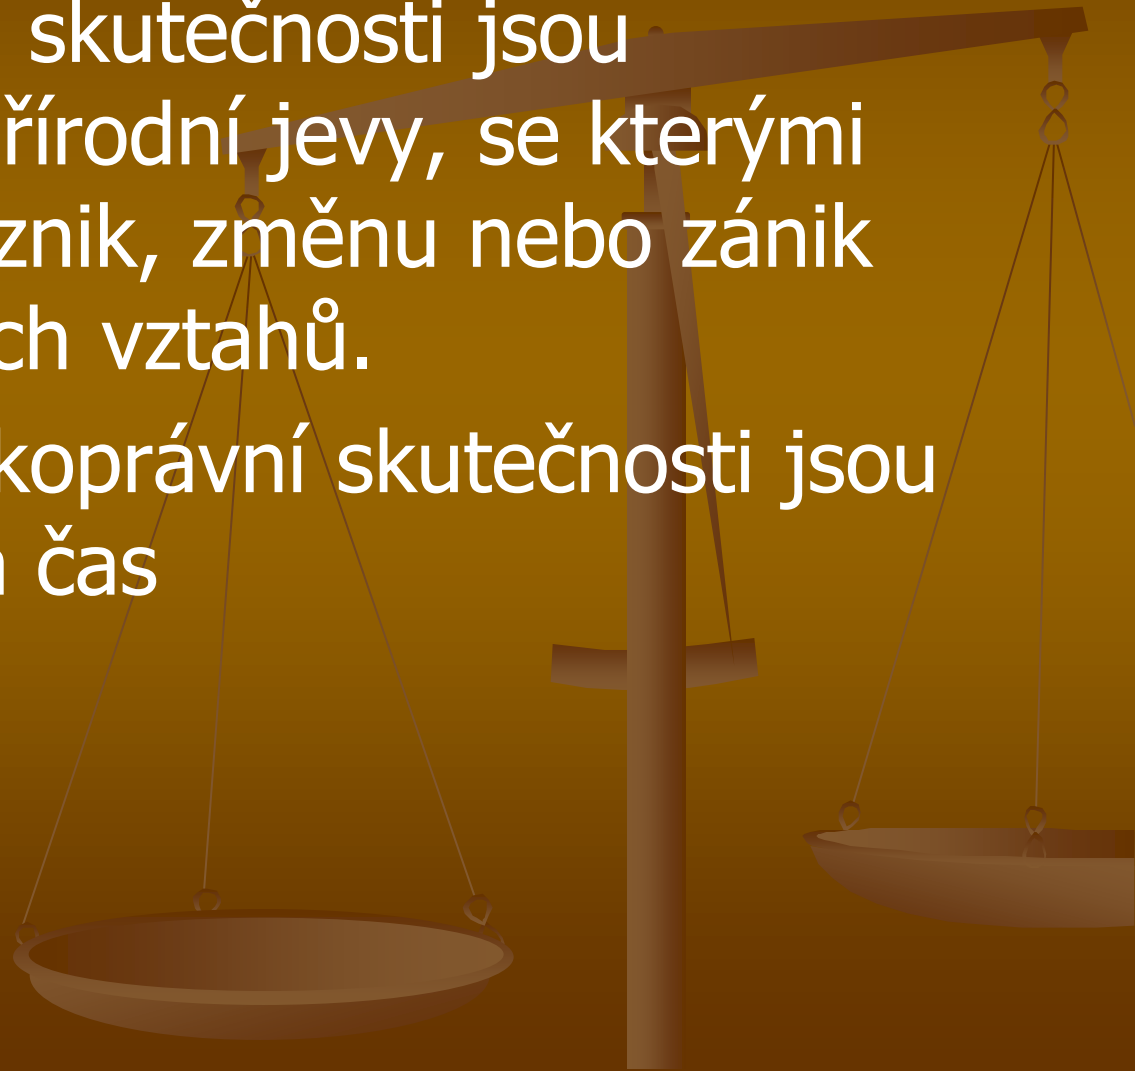 skutečnosti jsou
řírodní jevy, se kterými
znik, změnu nebo zánik
ch vztahů.
koprávní skutečnosti jsou
čas